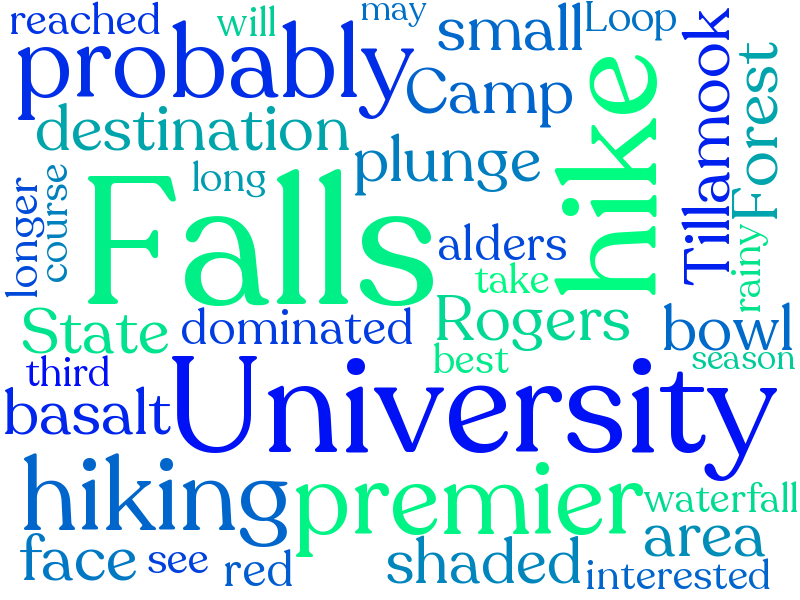 reached
will
may
small
Loop
probably
Camp
hike
Tillamook
Forest
destination
plunge
long
longer
course
Falls
alders
take
rainy
State
dominated
Rogers
bowl
best
season
third
basalt
University
hiking
premier
waterfall
area
face
see
red
shaded
interested